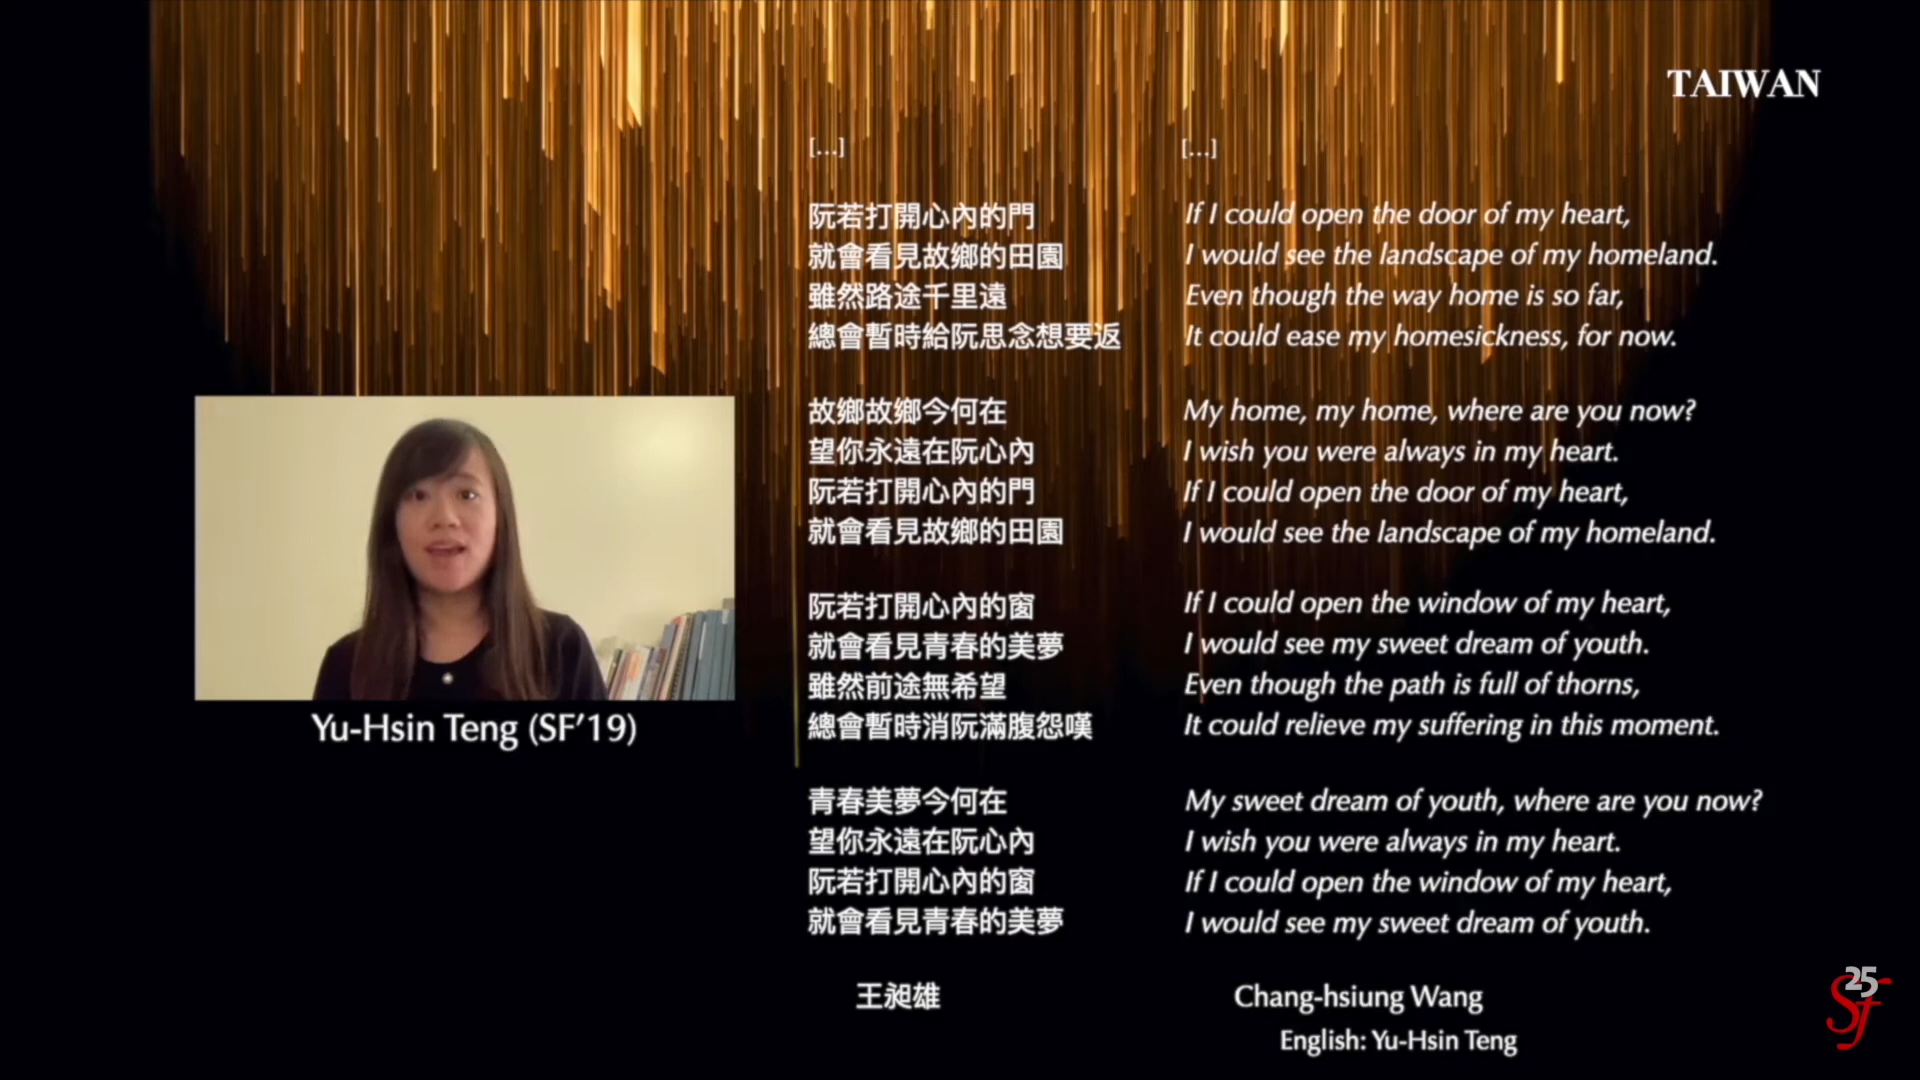 TAIWAN
[...]
阮若打開心內的門
就會看見故鄉的田園
雖然路途千里遠
總會暫時給阮思念想要返
故鄉故鄉今何在
望你永遠在阮心內
阮若打開心內的門
就會看見故鄉的田園
阮若打開心內的窗
就會看見青春的美夢
雖然前途無希望
總會暫時消阮滿腹怨嘆
青春美夢今何在
望你永遠在阮心內
阮若打開心內的窗
就會看見青春的美夢
王昶雄
[...]
If I could open the door of my heart,
I would see the landscape of my homeland.
Even though the way home is so far,
It could ease my homesickness, for now.
My home, my home, where are you now?
I wish you were always in my heart.
If I could open the door of my heart,
I would see the landscape of my homeland.
If I could open the window of my heart,
I would see my sweet dream of youth.
Even though the path is full of thorns,
It could relieve my suffering in this moment.
My sweet dream of youth, where are you now?
I wish you were always in my heart.
If I could open the window of my heart,
I would see my sweet dream of youth.
Chang-hsiung Wang
English: Yu-Hsin Teng
Yu-Hsin Teng (SF'19)
25
Sf